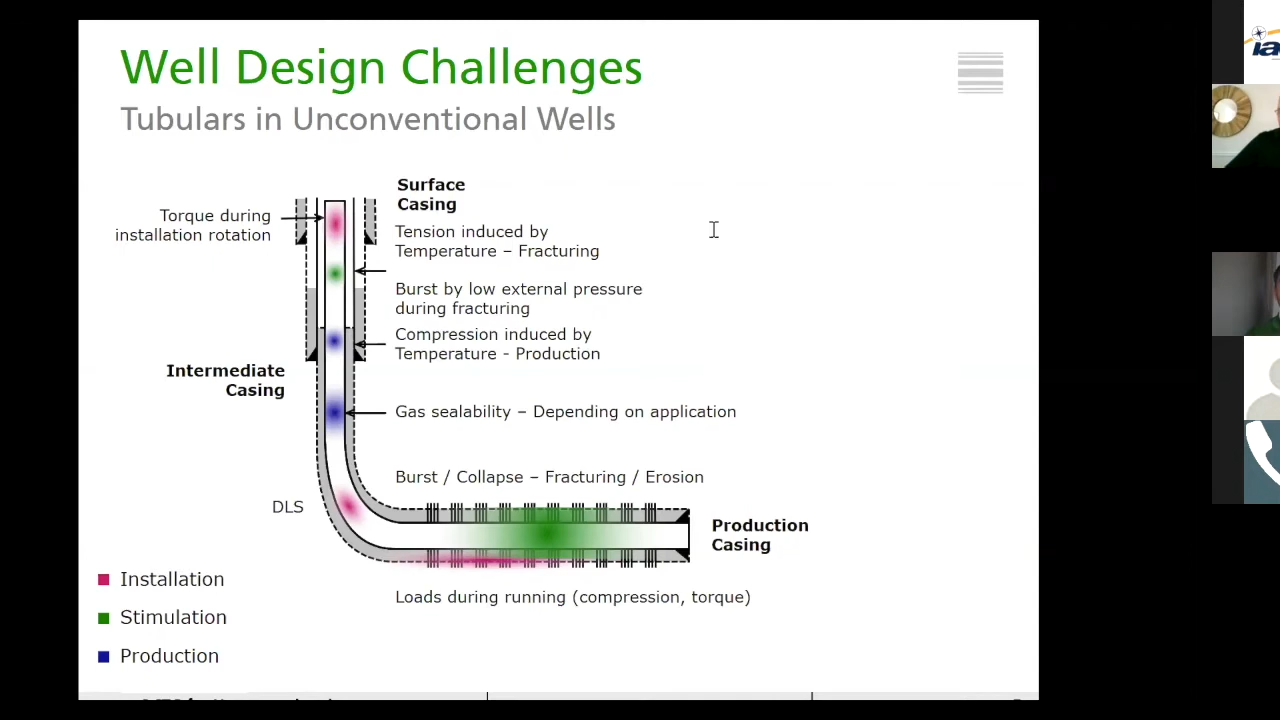 Well Design Challenges
Tubulars in Unconventional Wells
Surface
Casing
Torque during
installation rotation
Tension induced by
Temperature – Fracturing
Burst by low external pressure
during fracturing
Compression induced by
Temperature - Production
Intermediate
Casing
Gas sealability – Depending on application
Burst / Collapse – Fracturing / Erosion
DLS
Production
Casing
Loads during running (compression, torque)
Installation
Stimulation
Production